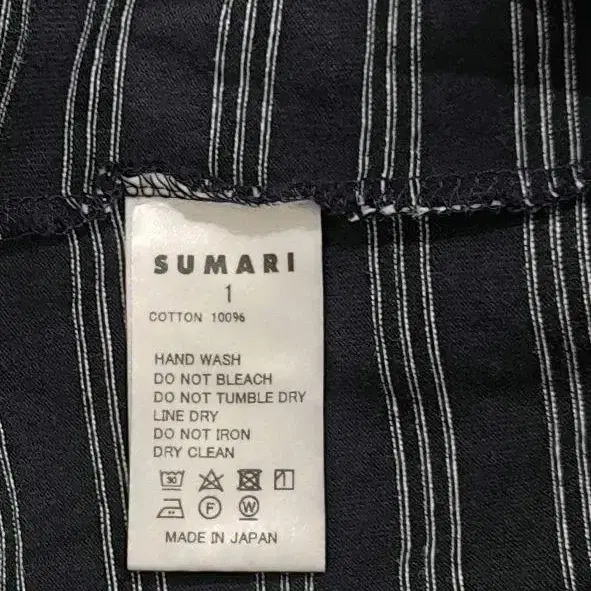 SUMARI
1
COTTON 100%
HAND WASH
DO NOT BLEACH
DO NOT TUMBLE DRY
LINE DRY
DO NOT IRON
DRY CLEAN
30
F W
MADE IN JAPAN